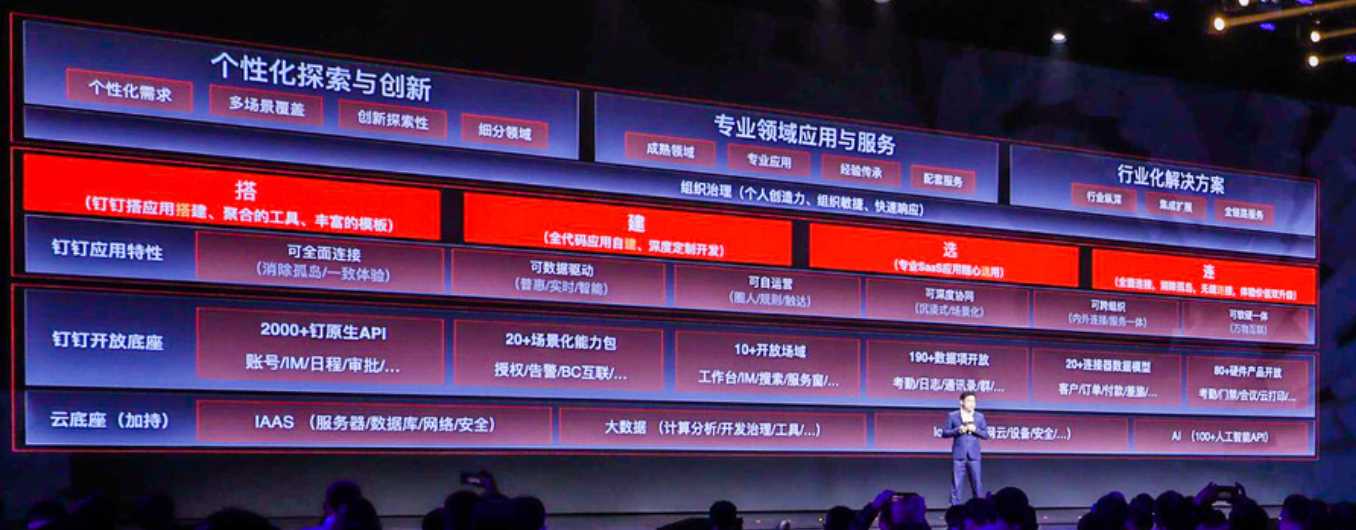 个性化探索与创新
个性化需求
多场景覆盖
创新探索性
细分领域
专业领域应用与服务
成熟领域
专业应用
经验传承
配套服务
行业化解决方案
行业纵深
集成扩展
全链路服务
组织治理（个人创造力、组织敏捷、快速响应）
搭
（钉钉搭应用搭建、聚合的工具、丰富的模板）
建
（全代码应用自建、深度定制开发）
选
（专业SaaS应用随心选用）
连
（全面连接，消除孤岛，无缝连接，体验价值双升级）
钉钉应用特性
可全面连接
（消除孤岛/一致体验）
可数据驱动
（普惠/实时/智能）
可自运营
（圈人/规则/触达）
可深度协同
（沉浸式/场景化）
可跨组织
（内外连接/服务一体）
可软硬一体
（万物互联）
钉钉开放底座
2000+钉原生API
账号/IM/日程/审批/...
20+场景化能力包
授权/告警/BC互联/...
10+开放场域
工作台/IM/搜索/服务窗/...
190+数据项开放
考勤/日志/通讯录/群/...
20+连接器数据模型
客户/订单/付款/差旅/...
80+硬件产品开放
考勤/门禁/会议/云打印/...
云底座（加持）
IAAS （服务器/数据库/网络/安全）
大数据 （计算分析/开发治理/工具/...）
云/设备/安全/...）
AI （100+人工智能API）